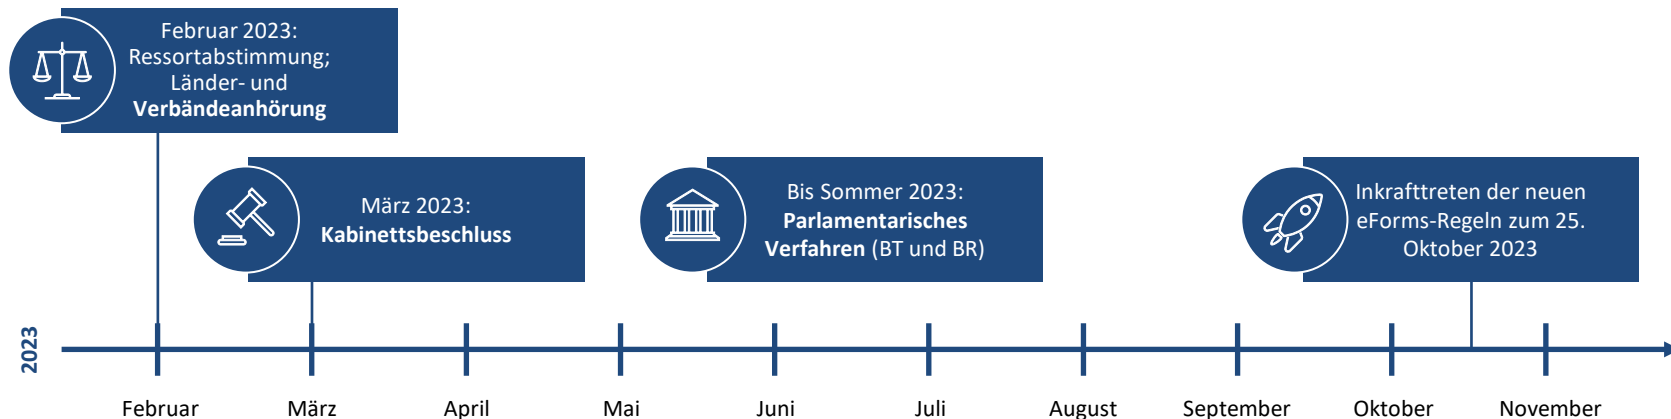 Februar 2023:
Ressortabstimmung;
Länder- und
Verbändeanhörung
März 2023:
Kabinettsbeschluss
Bis Sommer 2023:
Parlamentarisches
Verfahren (BT und BR)
Inkrafttreten der neuen
eForms-Regeln zum 25.
Oktober 2023
2023
Februar März April Mai Juni Juli August September Oktober November